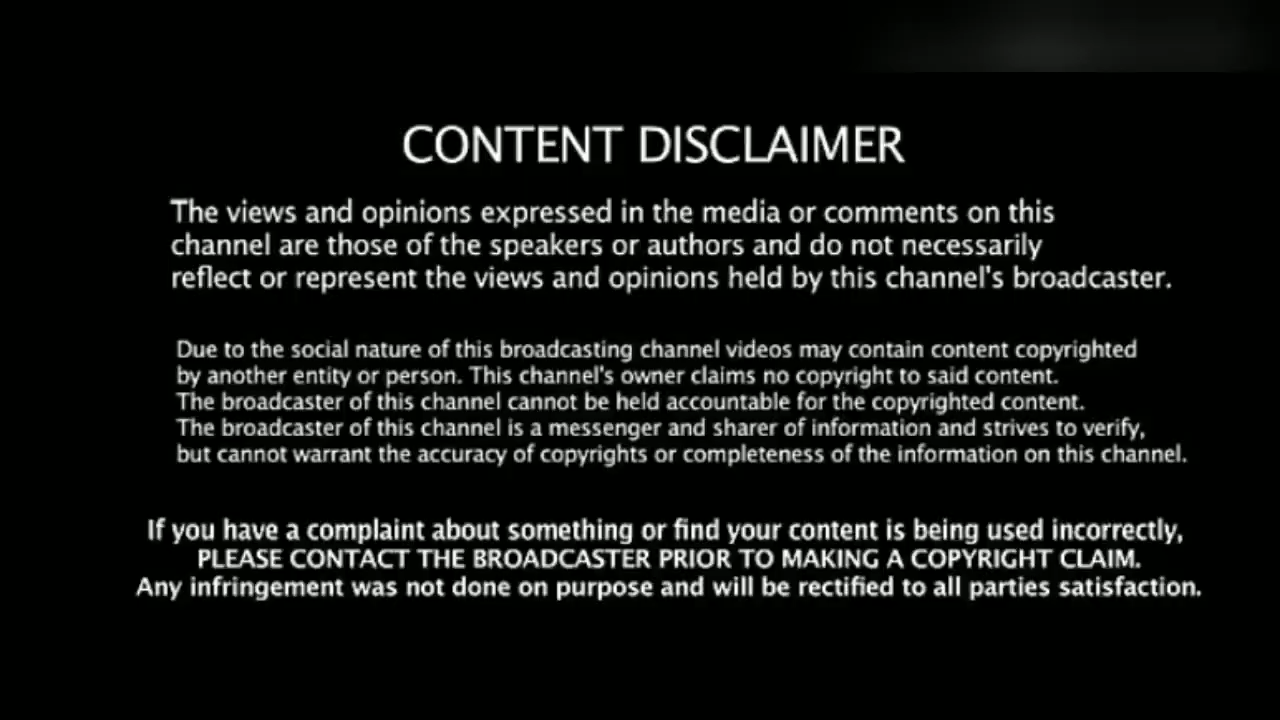 CONTENT DISCLAIMER
The views and opinions expressed in the media or comments on this
channel are those of the speakers or authors and do not necessarily
reflect or represent the views and opinions held by this channel's broadcaster.
Due to the social nature of this broadcasting channel videos may contain content copyrighted
by another entity or person. This channel's owner claims no copyright to said content.
The broadcaster of this channel cannot be held accountable for the copyrighted content.
The broadcaster of this channel is a messenger and sharer of information and strives to verify,
but cannot warrant the accuracy of copyrights or completeness of the information on this channel.
If you have a complaint about something or find your content is being used incorrectly,
PLEASE CONTACT THE BROADCASTER PRIOR TO MAKING A COPYRIGHT CLAIM.
Any infringement was not done on purpose and will be rectified to all parties satisfaction.